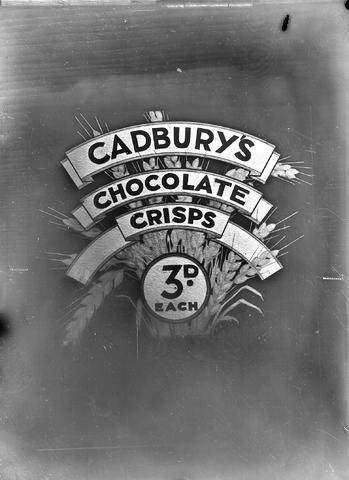 CADBURY'S
CHOCOLATE
CRISPS
3D.
EACH